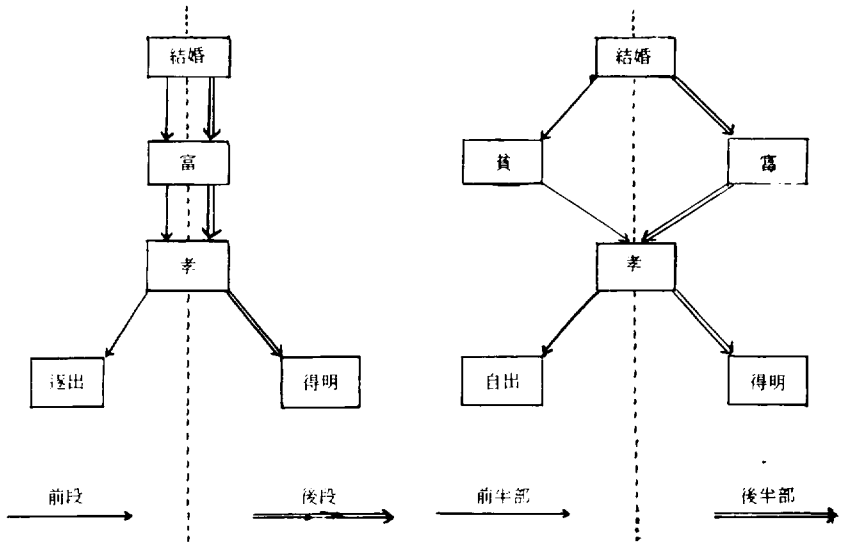 結婚
富
孝
逐出
得明
前段
後段
結婚
貧
富
孝
自出
得明
前半部
後半部